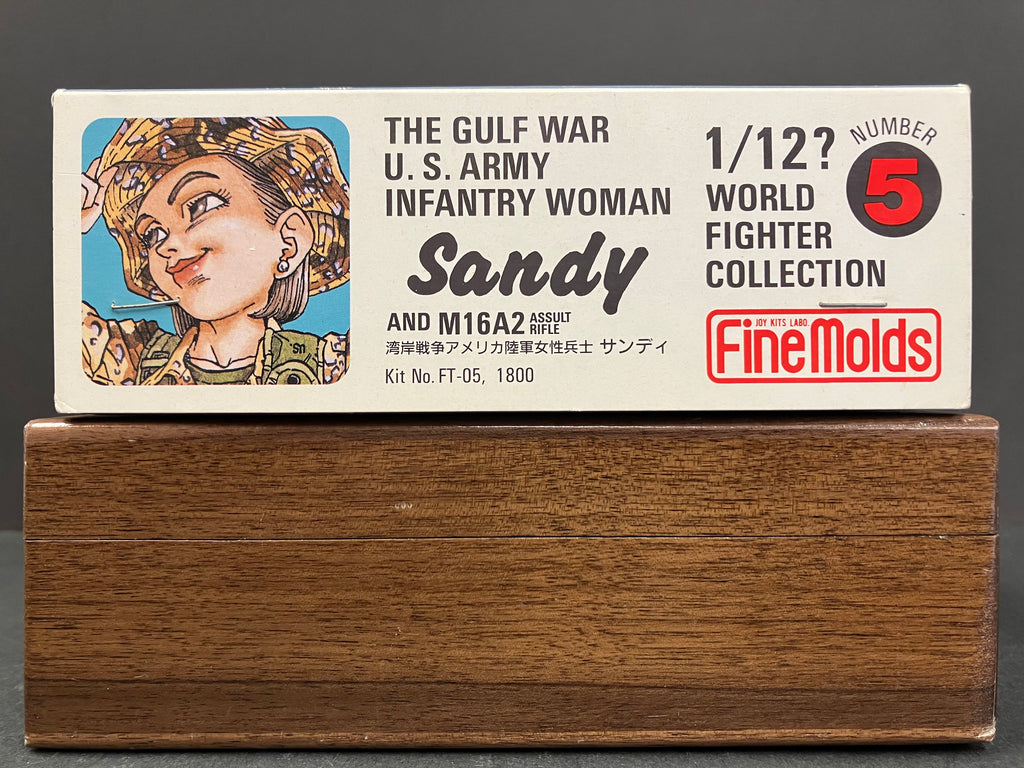 THE GULF WAR
U. S. ARMY
INFANTRY WOMAN
Sandy
AND M16A2 ASSULT
RIFLE
湾岸戦争アメリカ陸軍女性兵士 サンディ
Kit No. FT-05, 1800
1/12?
WORLD
FIGHTER
COLLECTION
NUMBER
5
JOY KITS LABO.
FineMolds
Sn